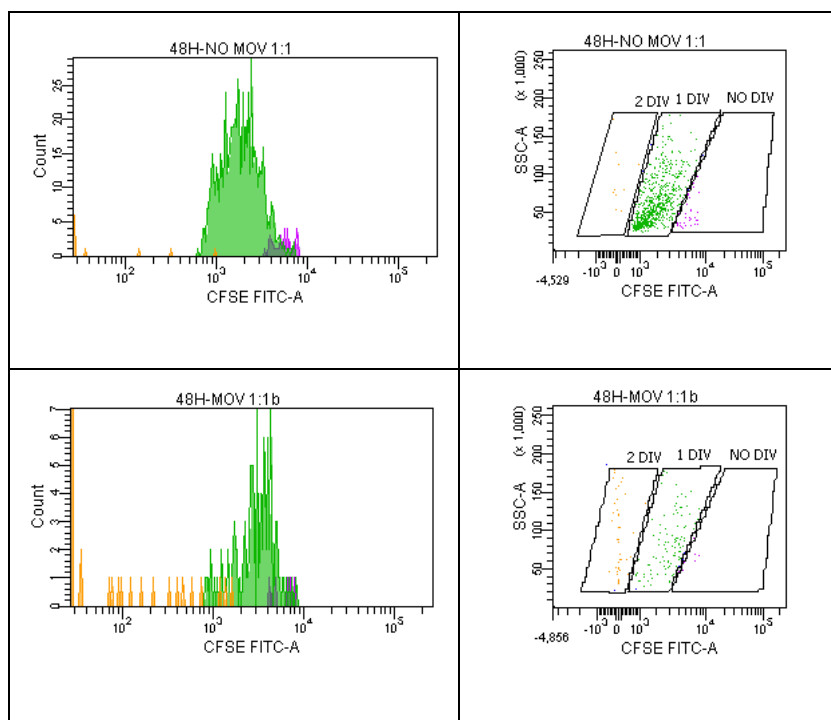 48H-NO MOV 1:1
Count
0 5 10 15 20 25
10² 10³ 10⁴ 10⁵
CFSE FITC-A
48H-NO MOV 1:1
(x 1,000)
SSC-A
50 100 150 200 250
2 DIV 1 DIV NO DIV
-4,529
-10³ 0 10³ 10⁴ 10⁵
CFSE FITC-A
48H-MOV 1:1b
Count
0 1 2 3 4 5 6 7
10² 10³ 10⁴ 10⁵
CFSE FITC-A
48H-MOV 1:1b
(x 1,000)
SSC-A
50 100 150 200 250
2 DIV 1 DIV NO DIV
-4,856
-10³ 0 10³ 10⁴ 10⁵
CFSE FITC-A